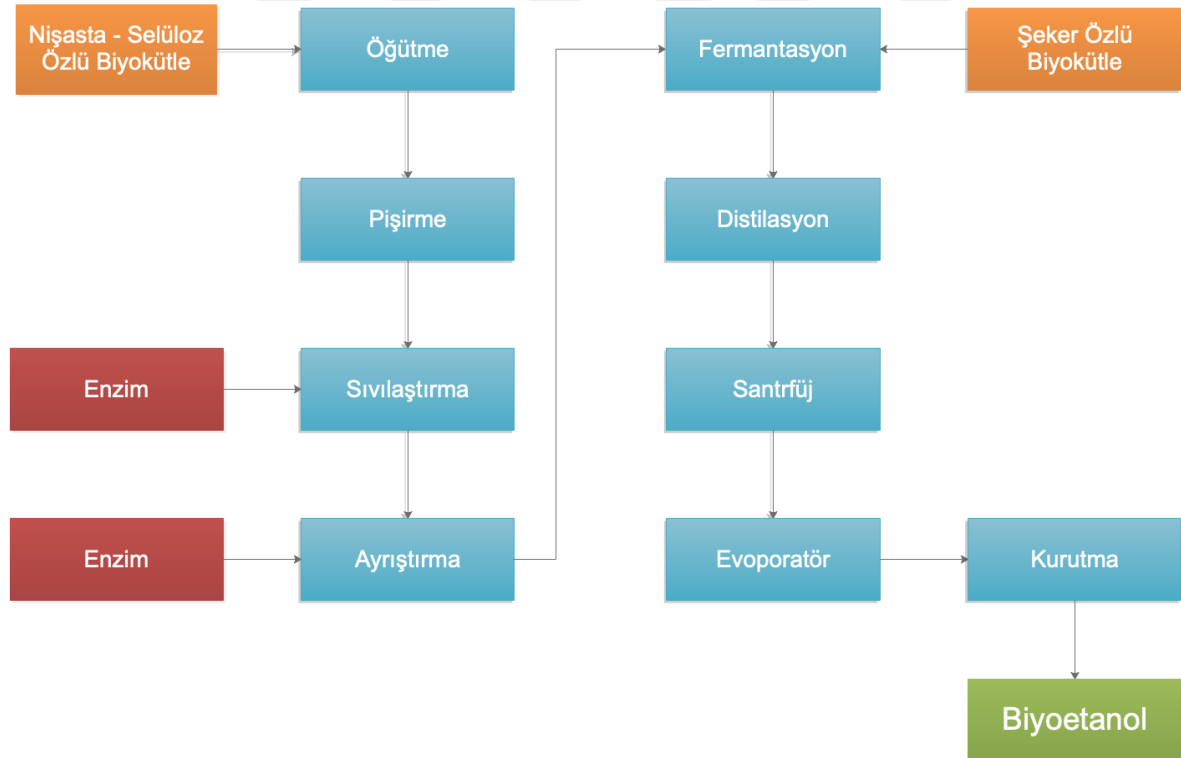 Nişasta - Selüloz
Özlü Biyokütle
Öğütme
Fermantasyon
Şeker Özlü
Biyokütle
Pişirme
Distilasyon
Enzim
Sıvılaştırma
Santrfüj
Enzim
Ayrıştırma
Evoporatör
Kurutma
Biyoetanol